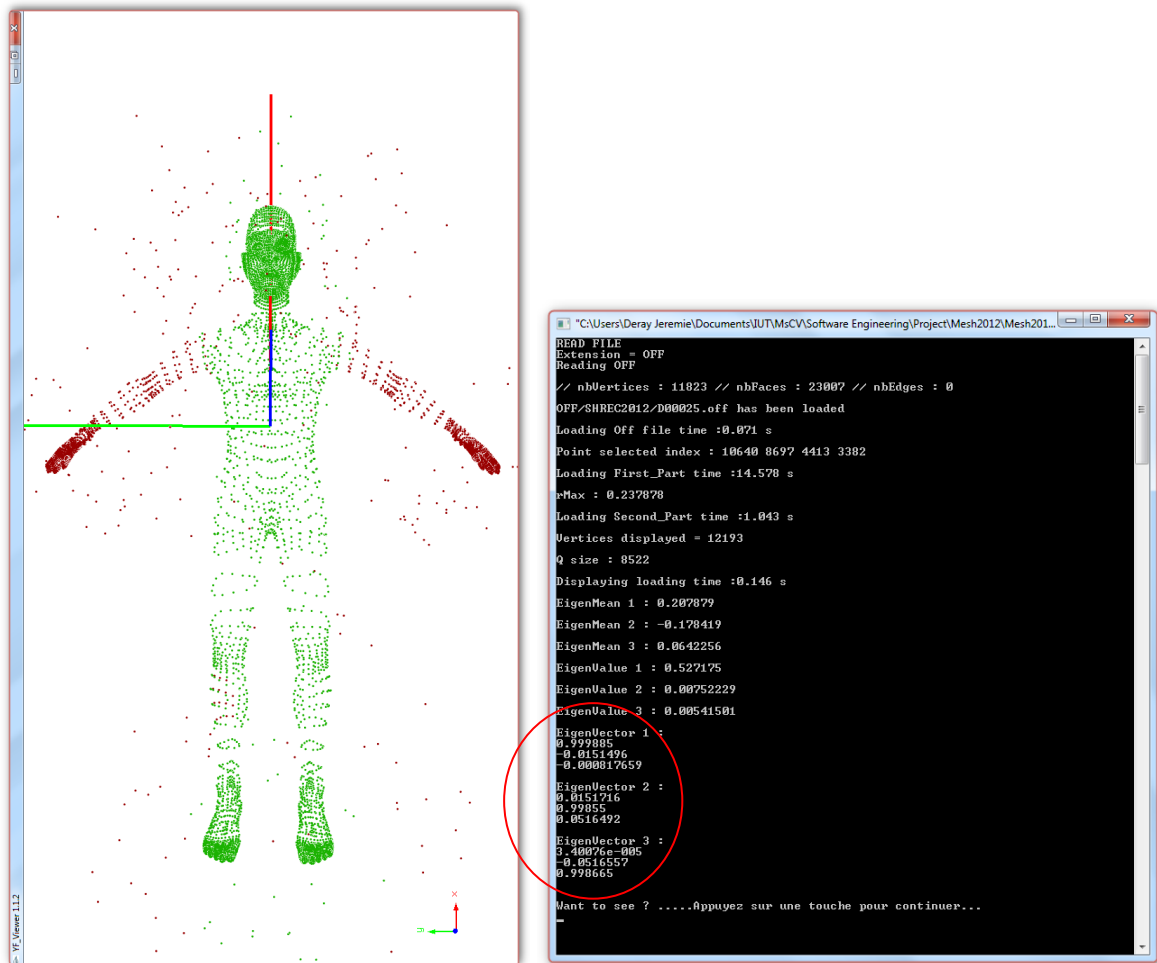 YF_Viewer 1.1.2
X
"C:\Users\Deray Jeremie\Documents\IUT\MsCV\Software Engineering\Project\Mesh2012\Mesh201...
READ FILE
Extension = OFF
Reading OFF
// nbVertices : 11823 // nbFaces : 23007 // nbEdges : 0
OFF/SHREC2012/D00025.off has been loaded
Loading Off file time :0.071 s
Point selected index : 10640 8697 4413 3382
Loading First_Part time :14.578 s
rMax : 0.237878
Loading Second_Part time :1.043 s
Vertices displayed = 12193
Q size : 8522
Displaying loading time :0.146 s
EigenMean 1 : 0.207879
EigenMean 2 : -0.178419
EigenMean 3 : 0.0642256
EigenValue 1 : 0.527175
EigenValue 2 : 0.00752229
EigenValue 3 : 0.00541501
EigenVector 1 :
0.999885
-0.0151496
-0.000817659
EigenVector 2 :
0.0151716
0.99855
0.0516492
EigenVector 3 :
3.40076e-005
-0.0516557
0.998665
Want to see ? .....Appuyez sur une touche pour continuer...